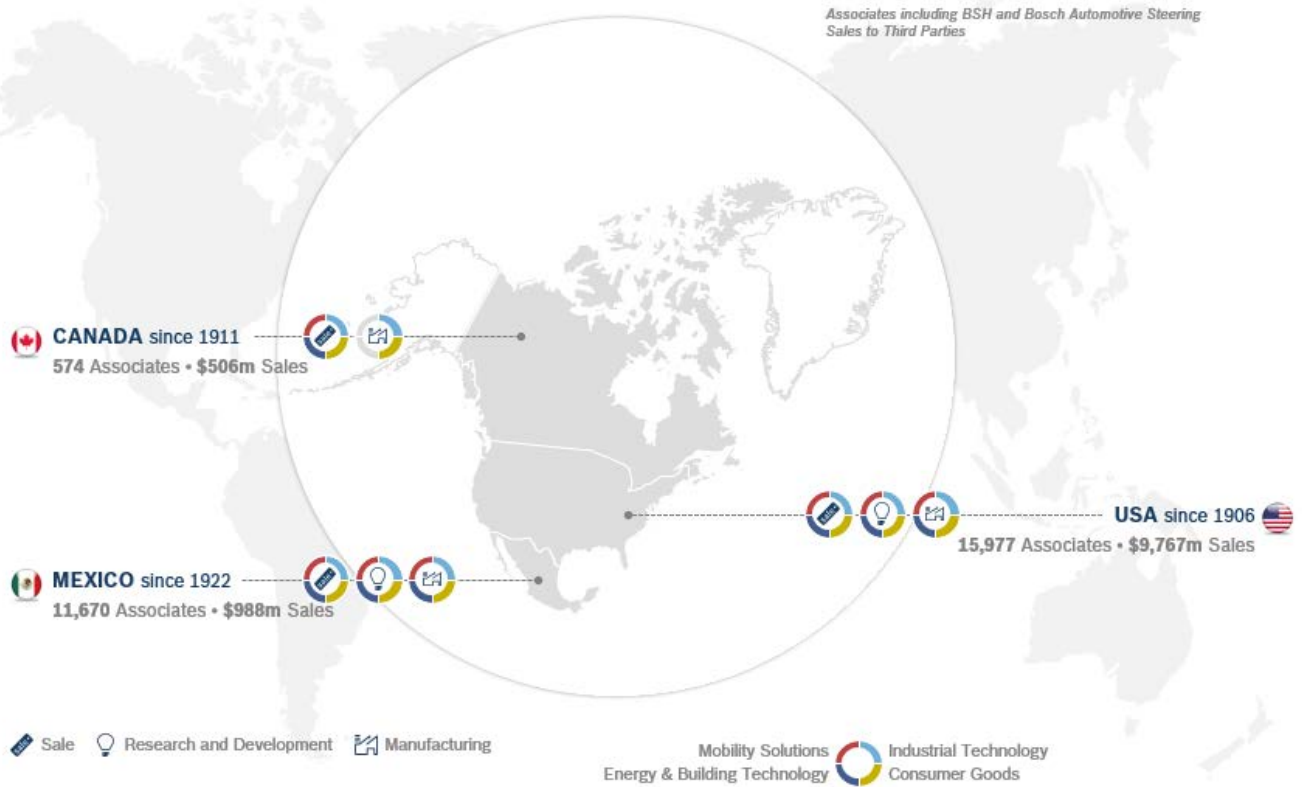 Associates including BSH and Bosch Automotive Steering
Sales to Third Parties
CANADA since 1911
574 Associates • $506m Sales
USA since 1906
15,977 Associates • $9,767m Sales
MEXICO since 1922
11,670 Associates • $988m Sales
Sale Research and Development Manufacturing
Mobility Solutions Industrial Technology
Energy & Building Technology Consumer Goods